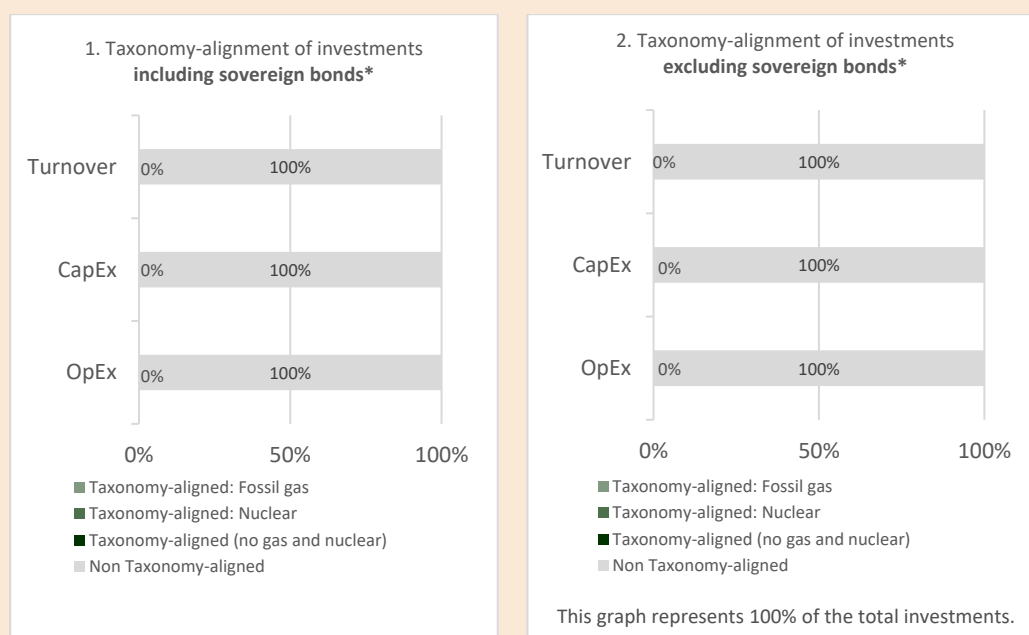 1. Taxonomy-alignment of investments
including sovereign bonds*
Turnover 0% 100%
CapEx 0% 100%
OpEx 0% 100%
0% 50% 100%
Taxonomy-aligned: Fossil gas
Taxonomy-aligned: Nuclear
Taxonomy-aligned (no gas and nuclear)
Non Taxonomy-aligned
2. Taxonomy-alignment of investments
excluding sovereign bonds*
Turnover 0% 100%
CapEx 0% 100%
OpEx 0% 100%
0% 50% 100%
Taxonomy-aligned: Fossil gas
Taxonomy-aligned: Nuclear
Taxonomy-aligned (no gas and nuclear)
Non Taxonomy-aligned
This graph represents 100% of the total investments.